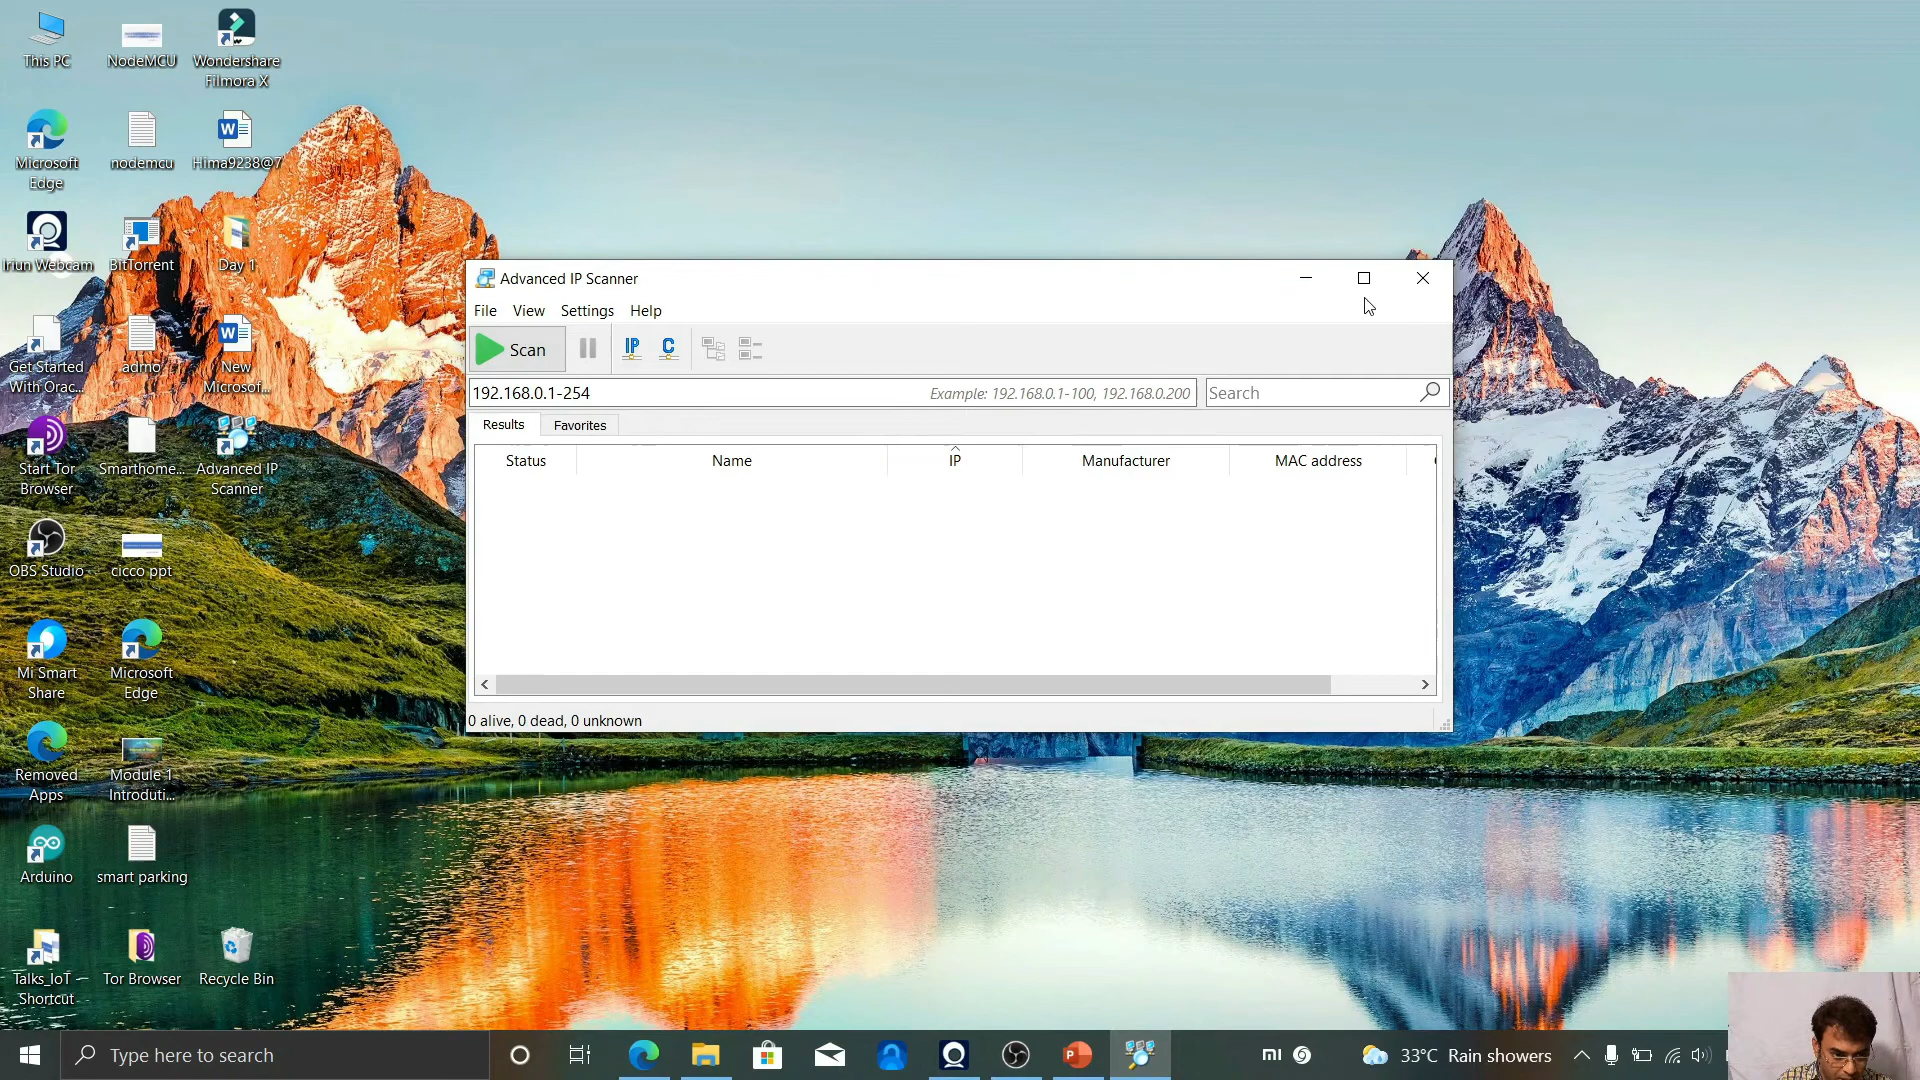 This PC
NodeMCU
Wondershare
Filmora X
Microsoft
Edge
nodemcu
Hima9238@7
Iriun Webcam
BitTorrent
Day 1
Get Started
With Orac...
admo
New
Microsof...
Start Tor
Browser
Smarthome...
Advanced IP
Scanner
OBS Studio
cicco ppt
Mi Smart
Share
Microsoft
Edge
Removed
Apps
Module 1
Introduti...
Arduino
smart parking
Talks_IoT -
Shortcut
Tor Browser
Recycle Bin
Advanced IP Scanner
File View Settings Help
Scan IP C
192.168.0.1-254 Example: 192.168.0.1-100, 192.168.0.200 Search
Results Favorites
Status Name IP Manufacturer MAC address
0 alive, 0 dead, 0 unknown
Type here to search
33°C Rain showers